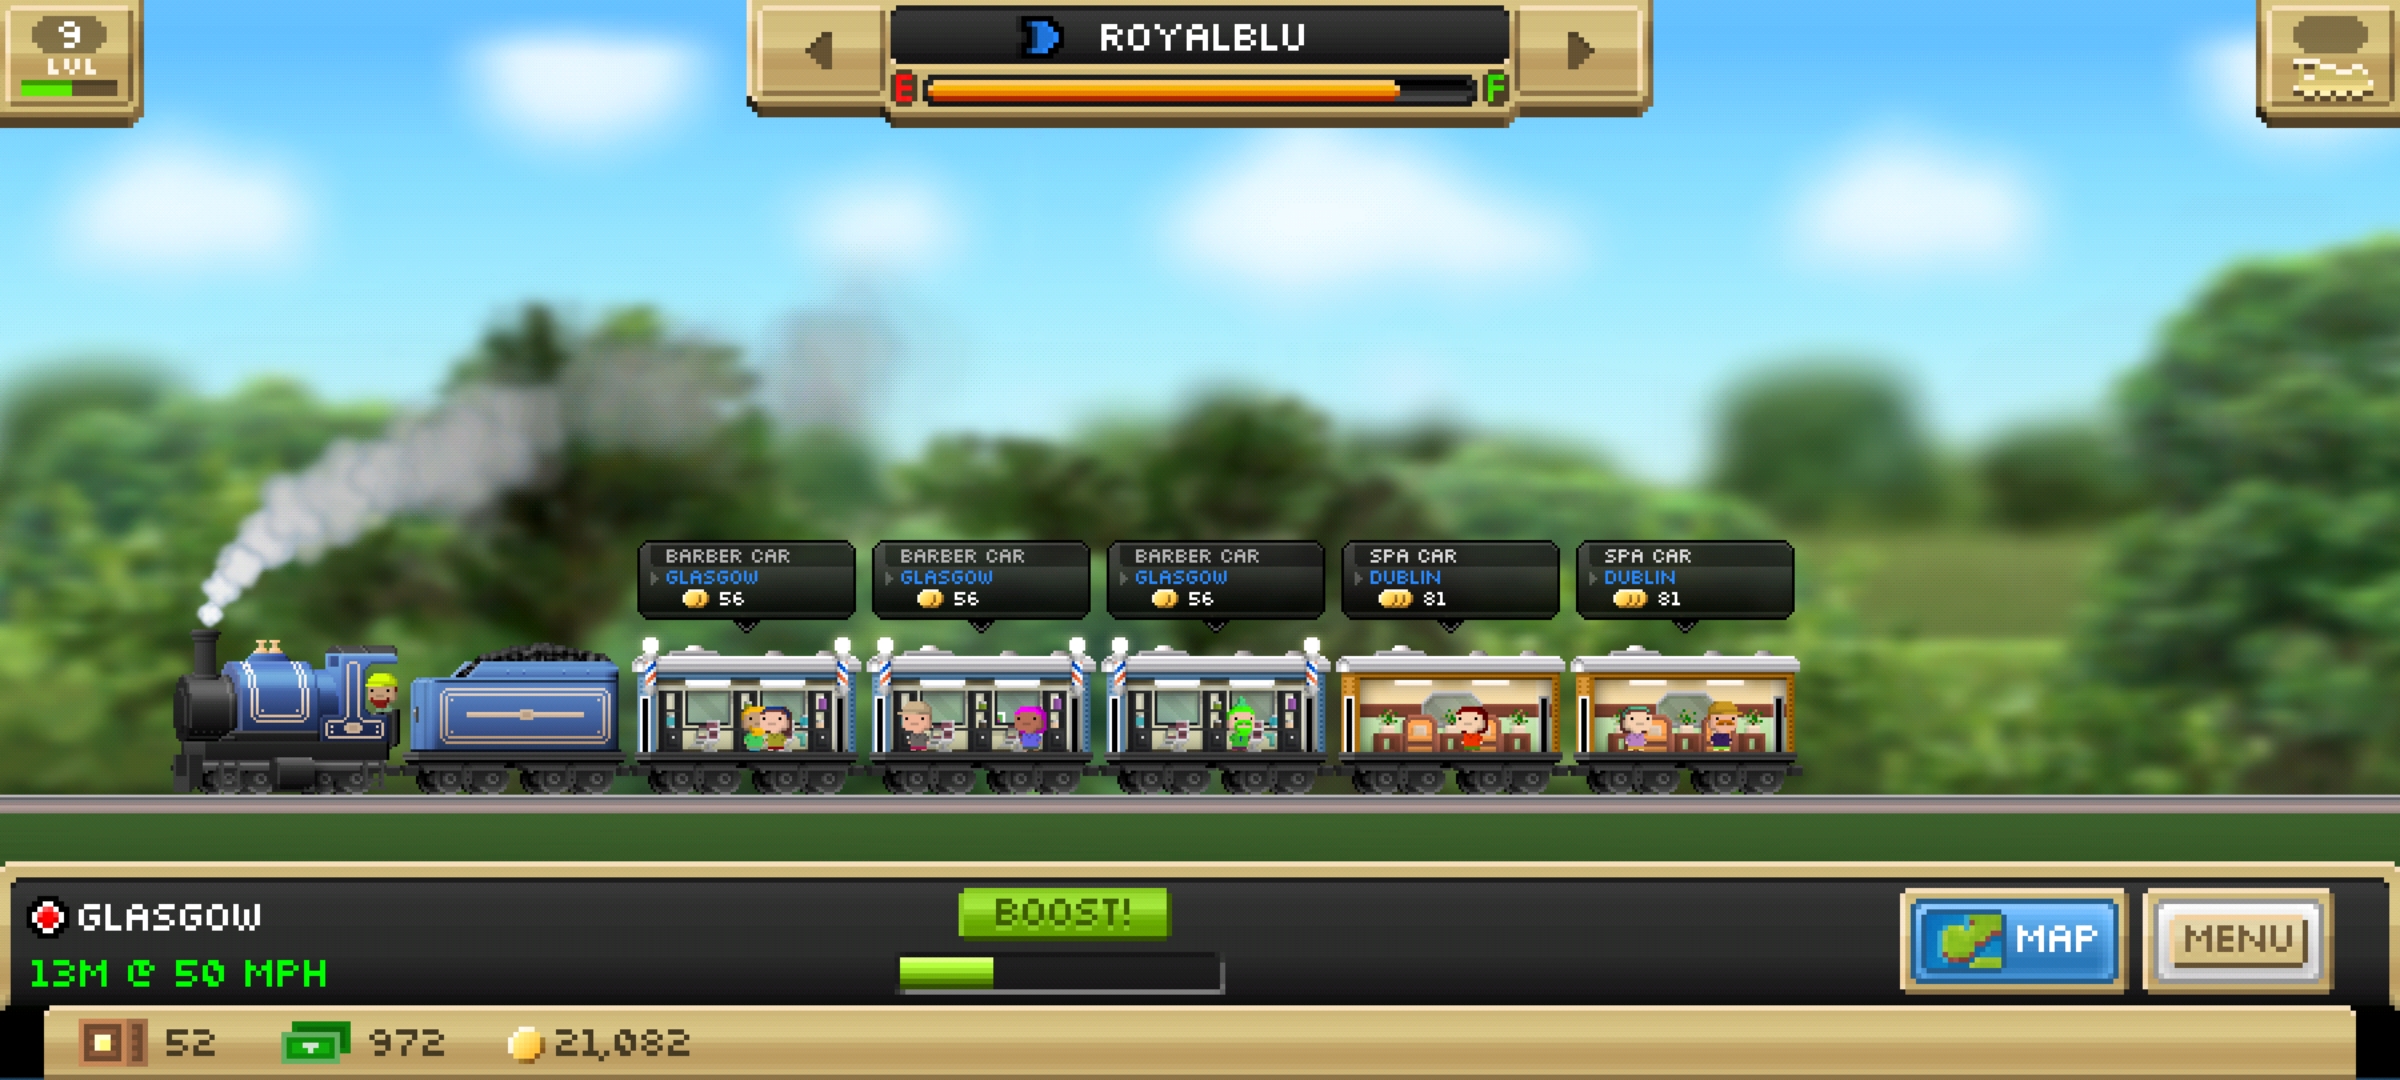 9
LVL
ROYALBLU
E F
BARBER CAR
GLASGOW
56
BARBER CAR
GLASGOW
56
BARBER CAR
GLASGOW
56
SPA CAR
DUBLIN
81
SPA CAR
DUBLIN
81
GLASGOW
13M @ 50 MPH
BOOST!
MAP
MENU
52
972
21,082